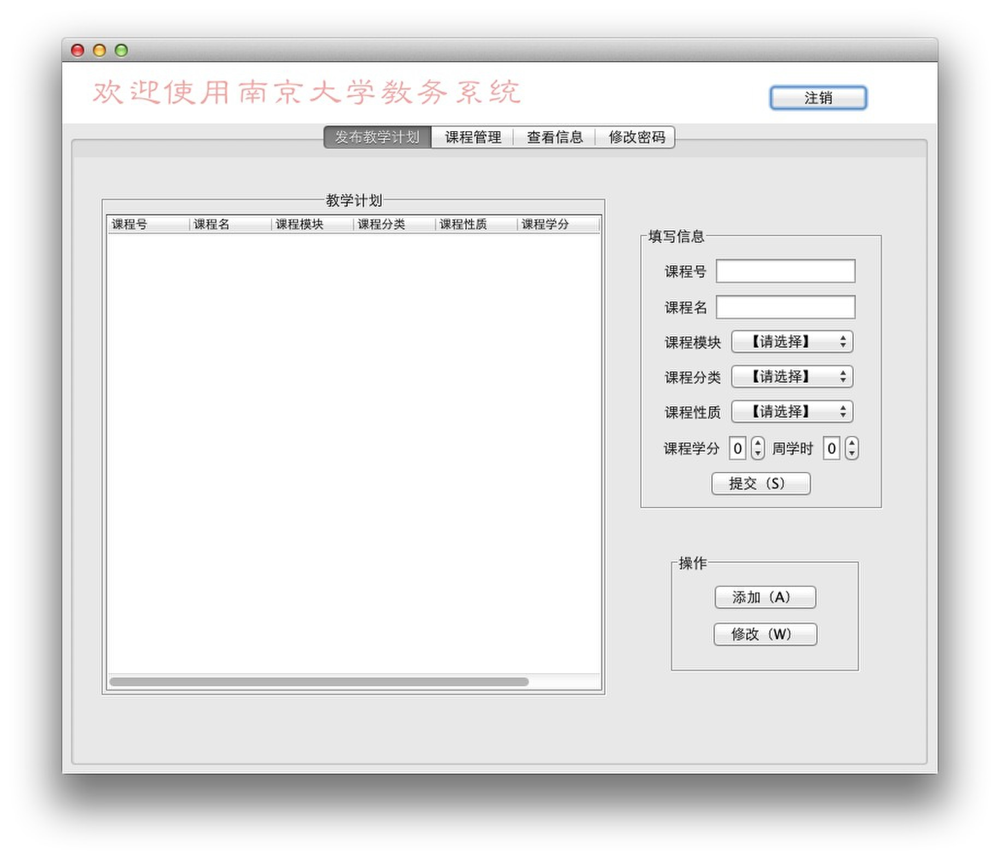 欢迎使用南京大学教务系统
注销
发布教学计划 课程管理 查看信息 修改密码
教学计划
课程号 课程名 课程模块 课程分类 课程性质 课程学分
填写信息
课程号
课程名
课程模块 【请选择】
课程分类 【请选择】
课程性质 【请选择】
课程学分 0 周学时 0
提交（S）
操作
添加（A）
修改（W）